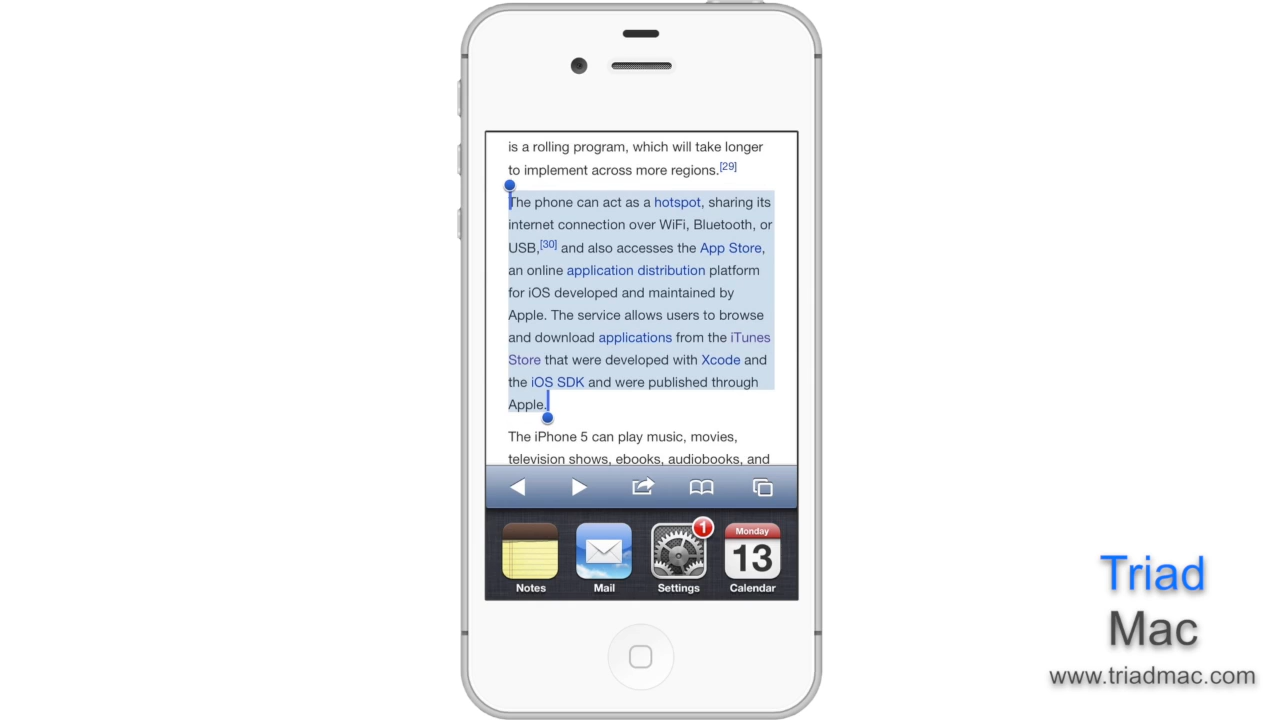 is a rolling program, which will take longer
to implement across more regions.[29]
The phone can act as a hotspot, sharing its
internet connection over WiFi, Bluetooth, or
USB,[30] and also accesses the App Store,
an online application distribution platform
for iOS developed and maintained by
Apple. The service allows users to browse
and download applications from the iTunes
Store that were developed with Xcode and
the iOS SDK and were published through
Apple.
The iPhone 5 can play music, movies,
television shows, ebooks, audiobooks, and
1
Monday
13
Notes Mail Settings Calendar
Triad
Mac
www.triadmac.com